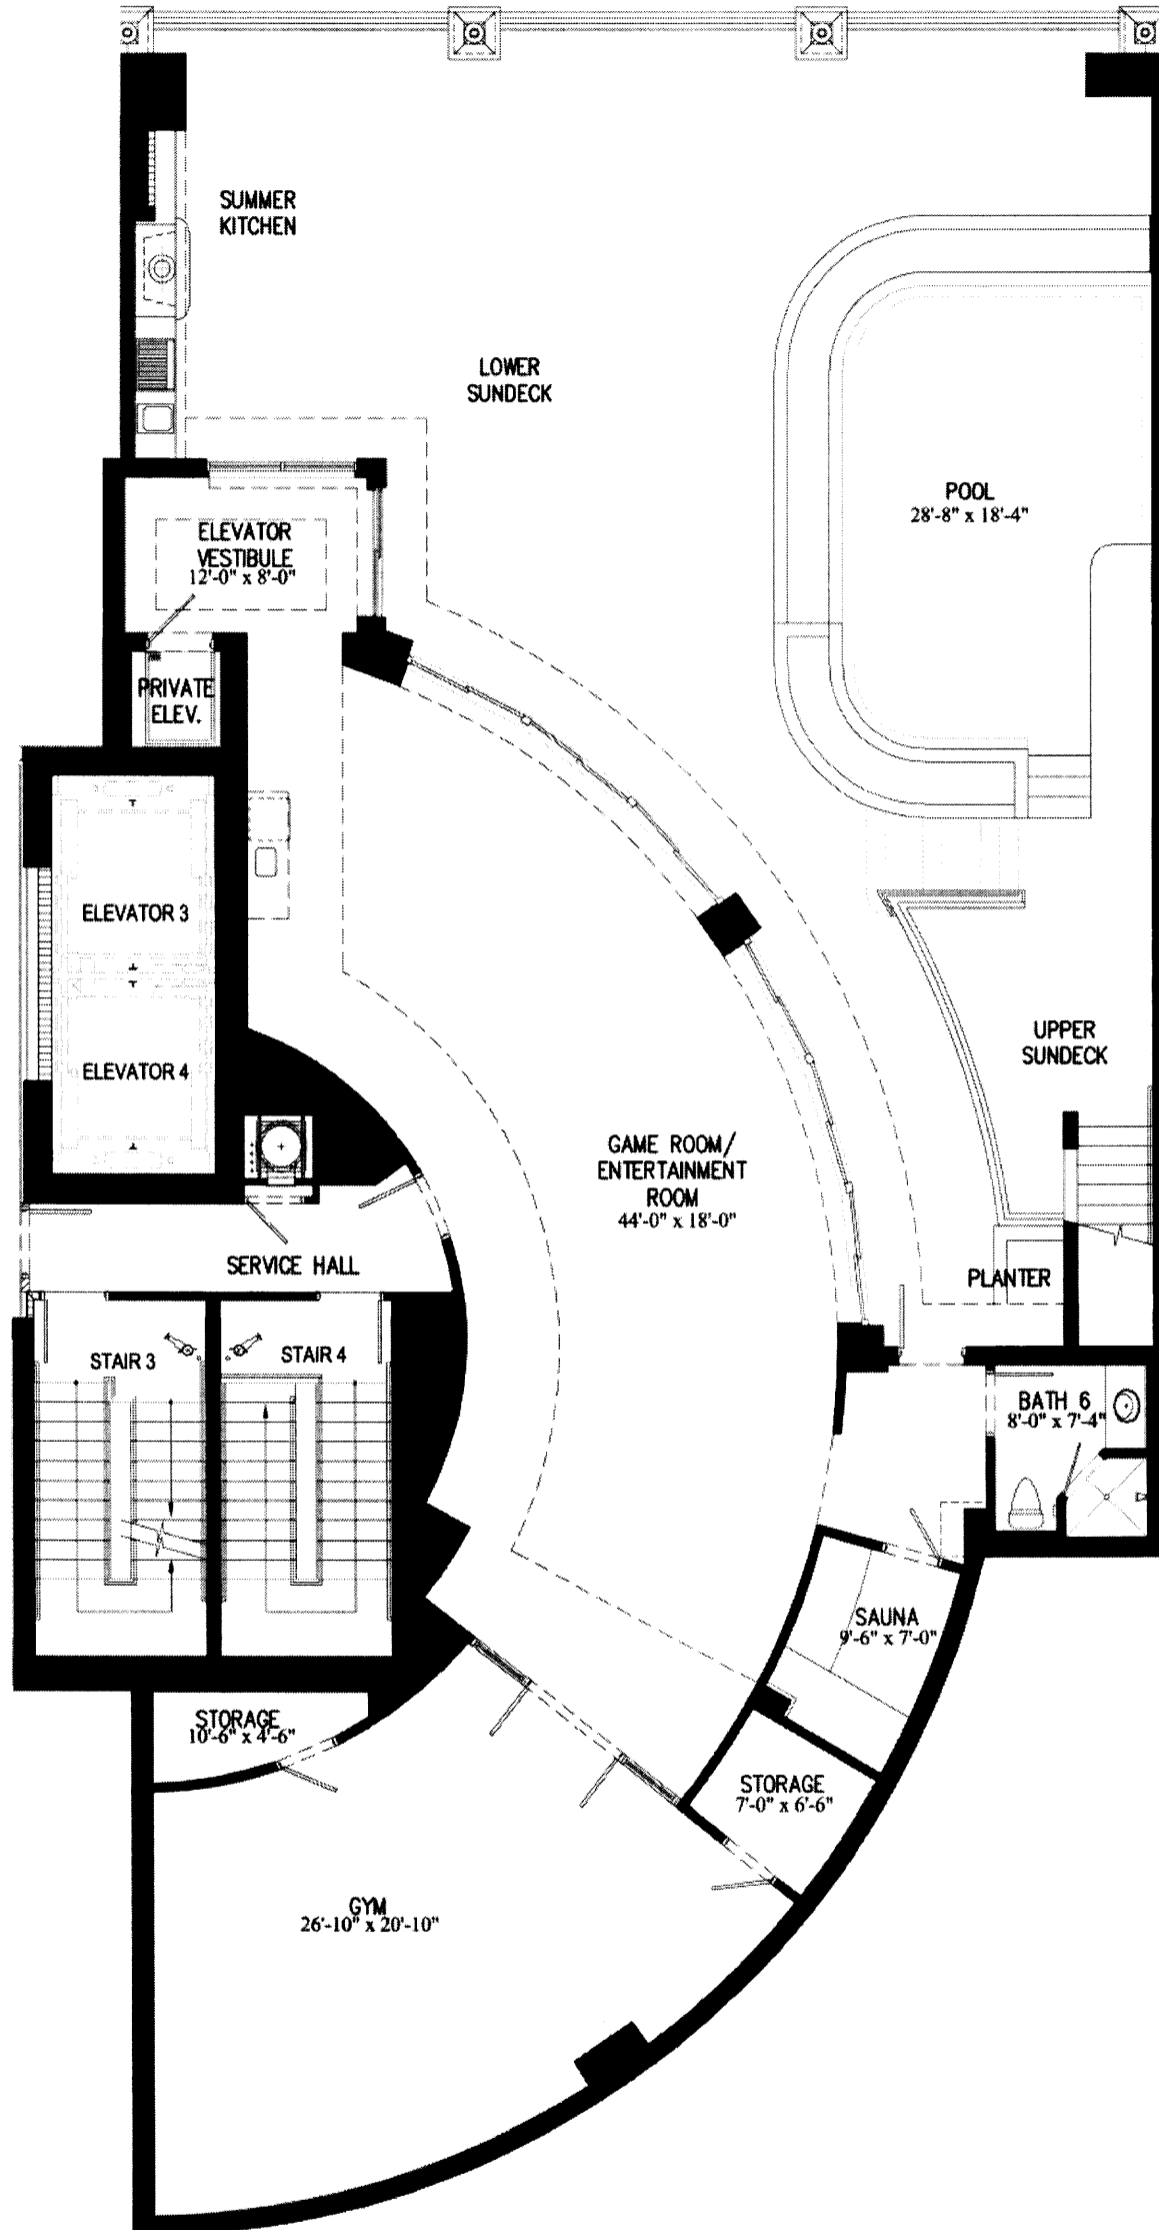 SUMMER
KITCHEN
LOWER
SUNDECK
POOL
28'-8" x 18'-4"
ELEVATOR
VESTIBULE
12'-0" x 8'-0"
PRIVATE
ELEV.
ELEVATOR 3
ELEVATOR 4
UPPER
SUNDECK
GAME ROOM/
ENTERTAINMENT
ROOM
44'-0" x 18'-0"
SERVICE HALL
PLANTER
STAIR 3
STAIR 4
BATH 6
8'-0" x 7'-4"
SAUNA
9'-6" x 7'-0"
STORAGE
10'-6" x 4'-6"
STORAGE
7'-0" x 6'-6"
GYM
26'-10" x 20'-10"